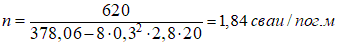 n = 620 / (378,06 − 8 · 0,3² · 2,8 · 20) = 1,84 сваи / пог.м